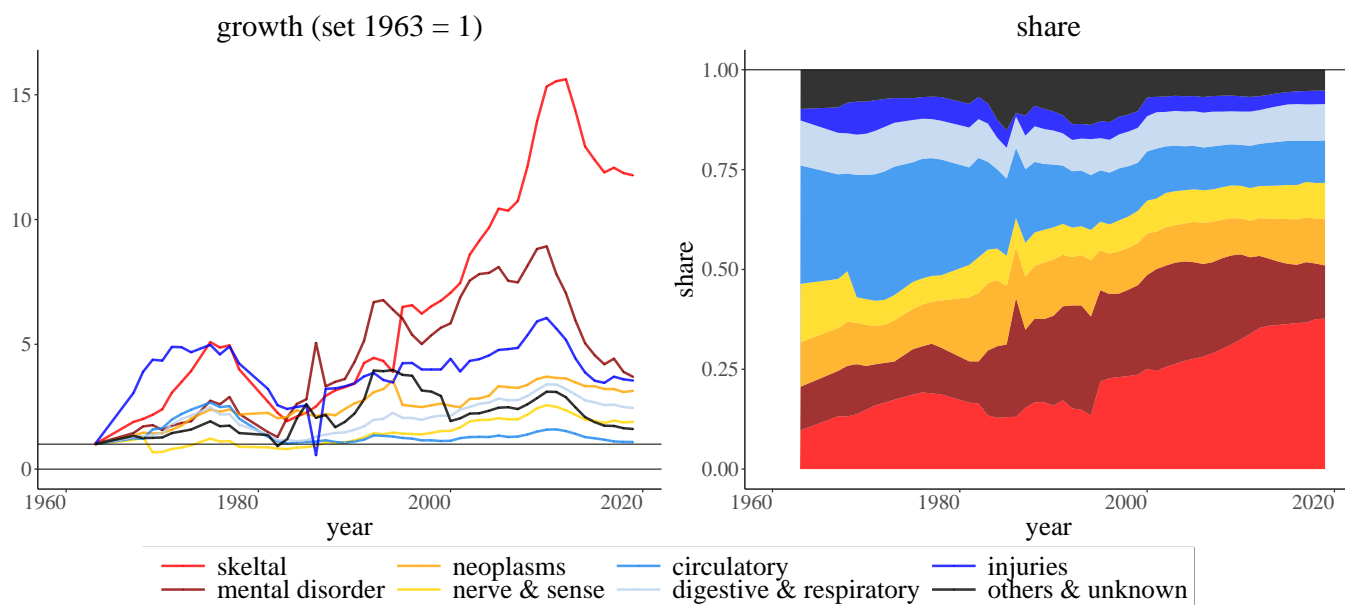 growth (set 1963 = 1)
15
10
5
0
1960
1980
2000
2020
year
share
1.00
0.75
0.50
0.25
0.00
share
1960
1980
2000
2020
year
skeltal
neoplasms
circulatory
injuries
mental disorder
nerve & sense
digestive & respiratory
others & unknown